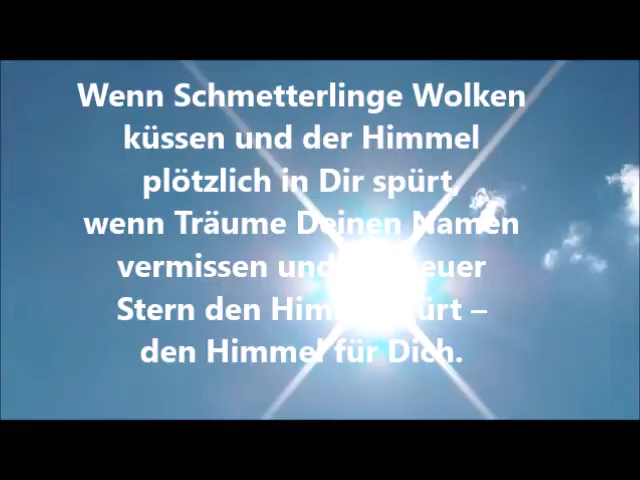 Wenn Schmetterlinge Wolken
küssen und der Himmel
plötzlich in Dir spürt,
wenn Träume Deinen Namen
vermissen und
Stern den
den Himmel für Dich.